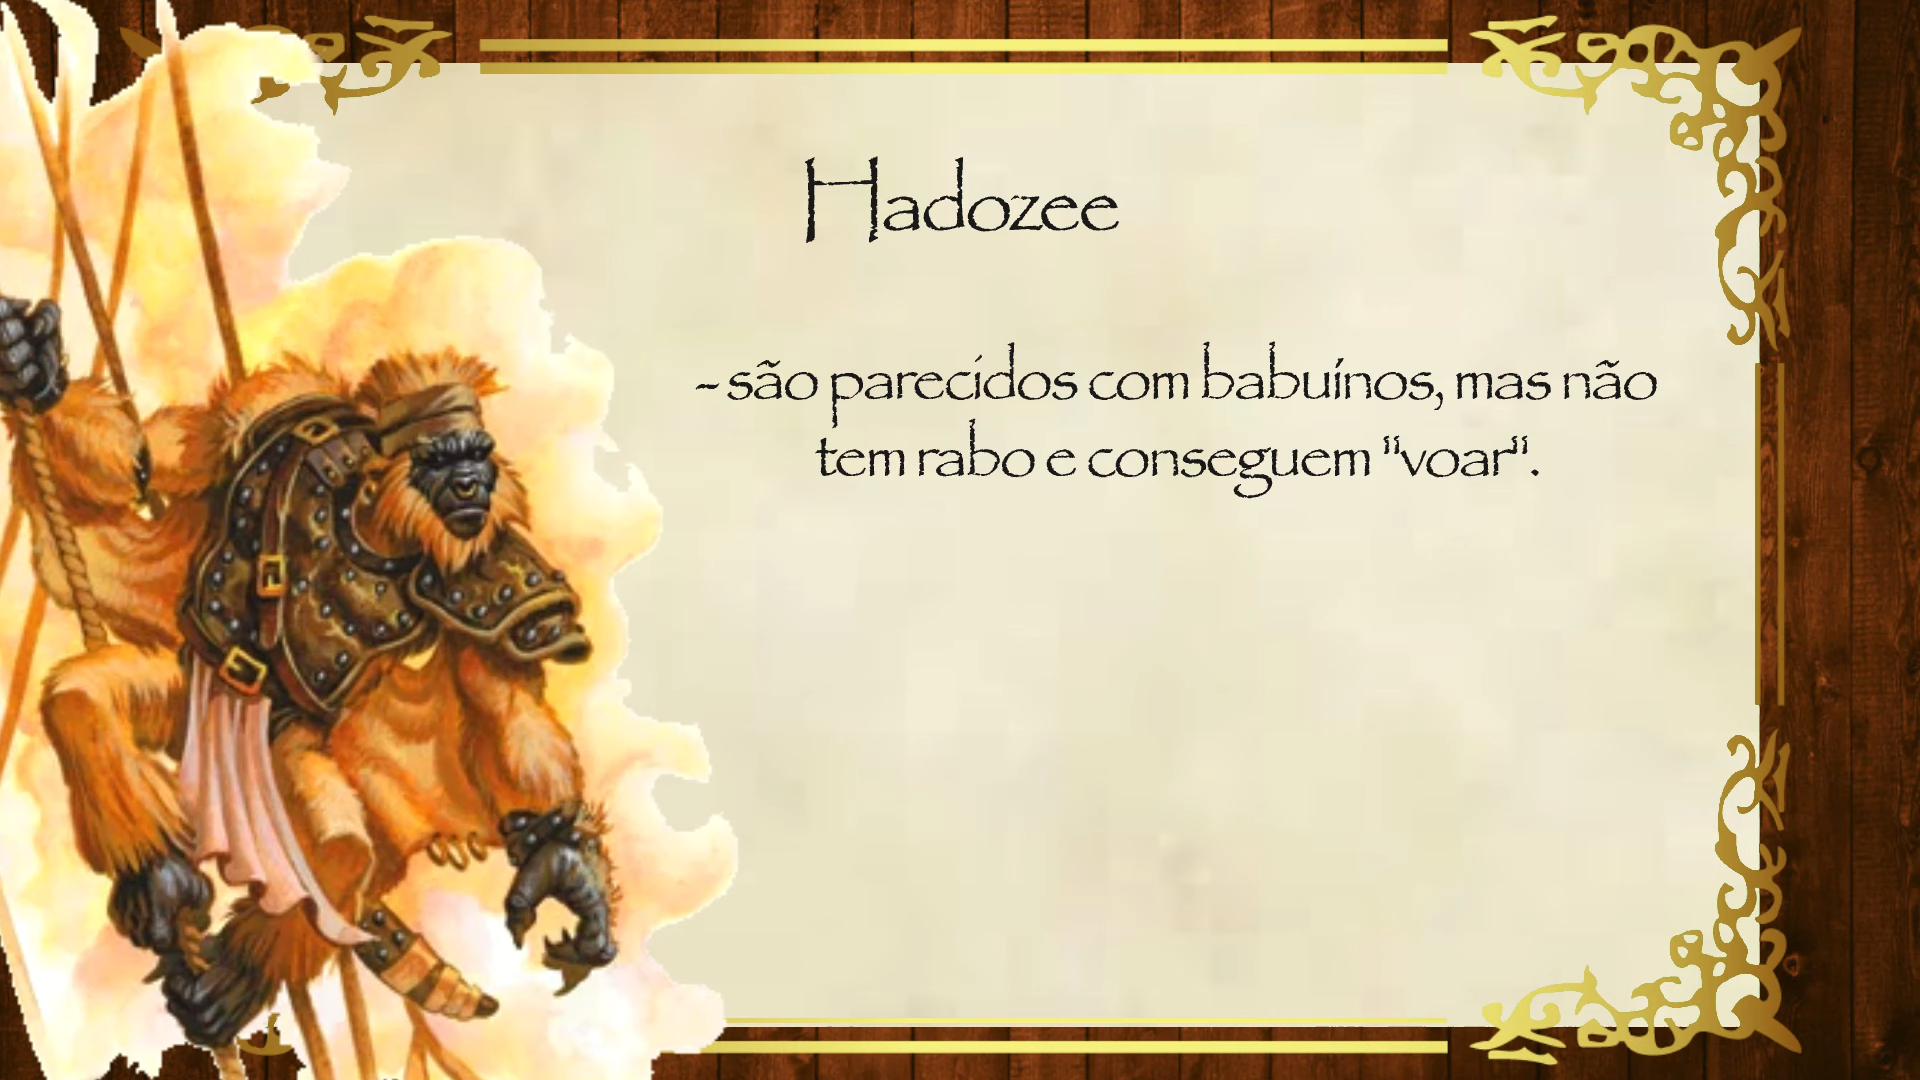 Hadozee
- são parecidos com babuínos, mas não
tem rabo e conseguem "voar".